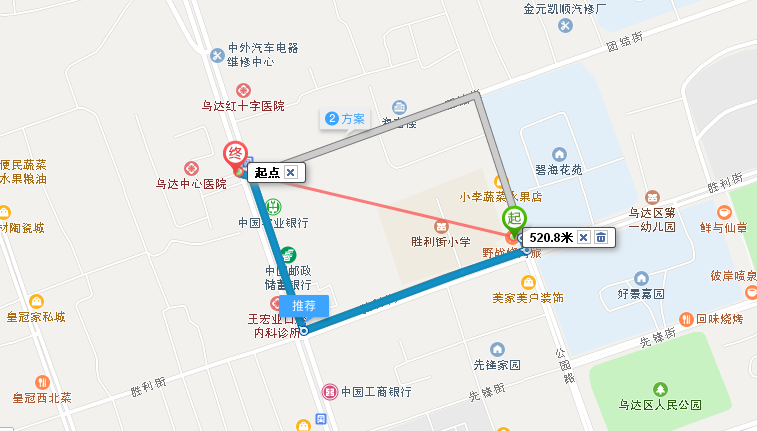 金元凯顺汽修厂
团结街
中外汽车电器
维修中心
乌达红十字医院
2 方案
终
起点
碧海花苑
便民蔬菜
水果粮油
乌达中心医院
小李蔬菜水果店
胜利街
乌达区第
一幼儿园
起
中国农业银行
胜利街小学
520.8米
鲜与仙草
中国邮政
储蓄银行
彼岸喷泉
好景嘉园
美家美户装饰
推荐
皇冠家私城
王宏业口
内科诊所
回味烧烤
先锋街
先锋家园
公园路
胜利街
皇冠西北菜
中国工商银行
先锋街
乌达区人民公园